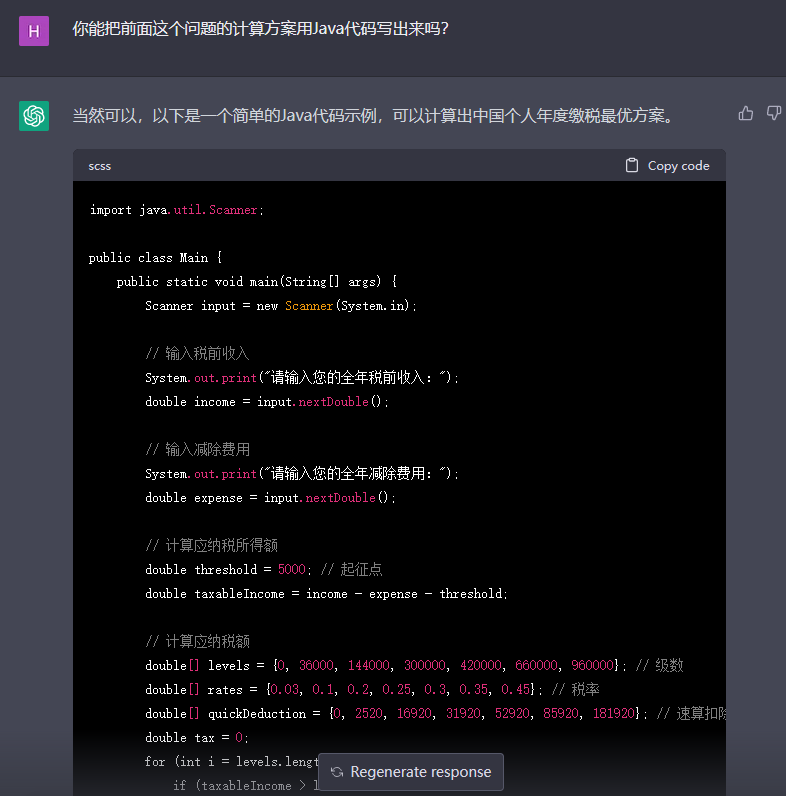 H
你能把前面这个问题的计算方案用Java代码写出来吗?
当然可以，以下是一个简单的Java代码示例，可以计算出中国个人年度缴税最优方案。
scss
Copy code
import java.util.Scanner;
public class Main {
public static void main(String[] args) {
Scanner input = new Scanner(System.in);
// 输入税前收入
System.out.print("请输入您的全年税前收入：");
double income = input.nextDouble();
// 输入减除费用
System.out.print("请输入您的全年减除费用：");
double expense = input.nextDouble();
// 计算应纳税所得额
double threshold = 5000; // 起征点
double taxableIncome = income - expense - threshold;
// 计算应纳税额
double[] levels = {0, 36000, 144000, 300000, 420000, 660000, 960000}; // 级数
double[] rates = {0.03, 0.1, 0.2, 0.25, 0.3, 0.35, 0.45}; // 税率
double[] quickDeduction = {0, 2520, 16920, 31920, 52920, 85920, 181920}; // 速算扣
double tax = 0;
for (int i = levels.lengt
if (taxableIncome >
Regenerate response